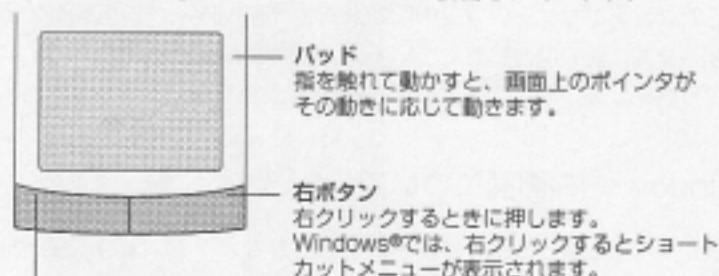 パッド
指を触れて動かすと、画面上のポインタが
その動きに応じて動きます。
右ボタン
右クリックするときに押します。
Windows®では、右クリックするとショート
カットメニューが表示されます。